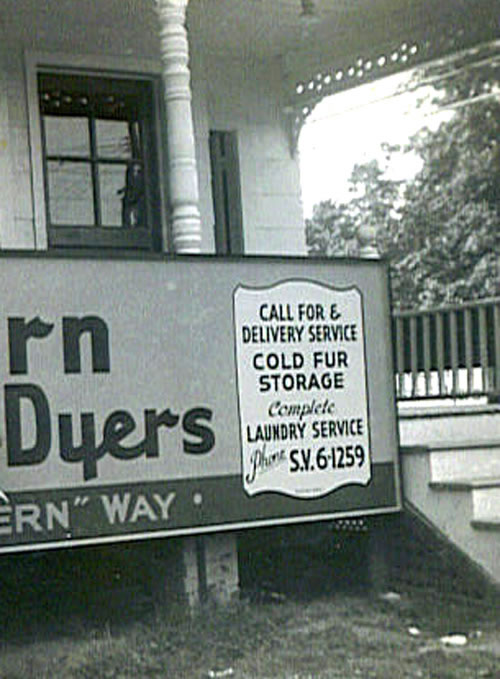 rn
Dyers
ERN" WAY •
CALL FOR &
DELIVERY SERVICE
COLD FUR
STORAGE
Complete
LAUNDRY SERVICE
Phone S.V. 6-1259